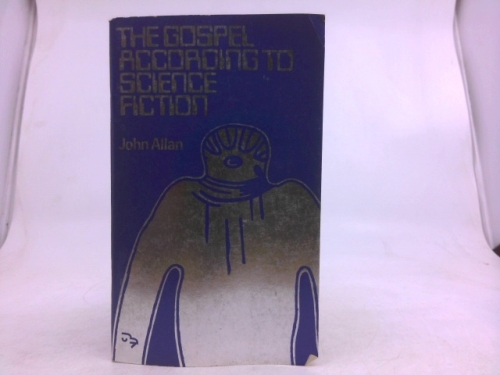 THE GOSPEL
ACCORDING TO
SCIENCE
FICTION
John Allan